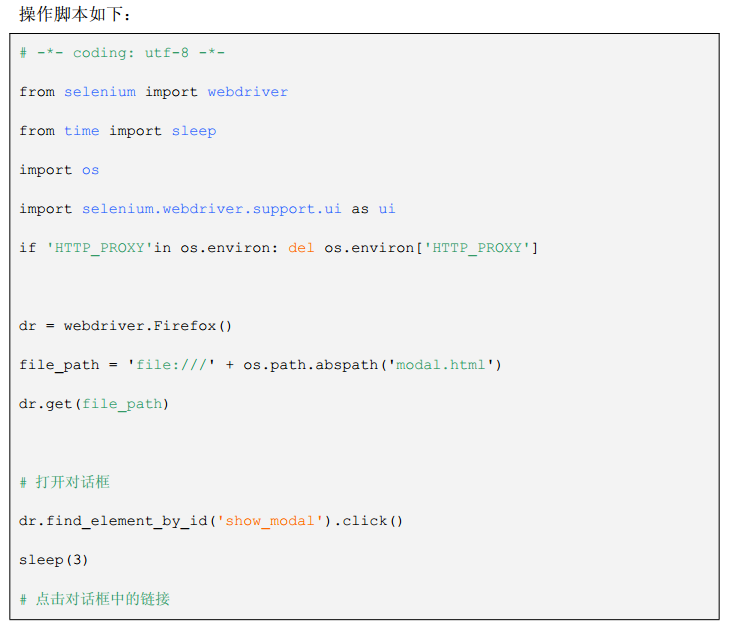 操作脚本如下：
# -*- coding: utf-8 -*-
from selenium import webdriver
from time import sleep
import os
import selenium.webdriver.support.ui as ui
if 'HTTP_PROXY'in os.environ: del os.environ['HTTP_PROXY']
dr = webdriver.Firefox()
file_path = 'file:///' + os.path.abspath('modal.html')
dr.get(file_path)
# 打开对话框
dr.find_element_by_id('show_modal').click()
sleep(3)
# 点击对话框中的链接